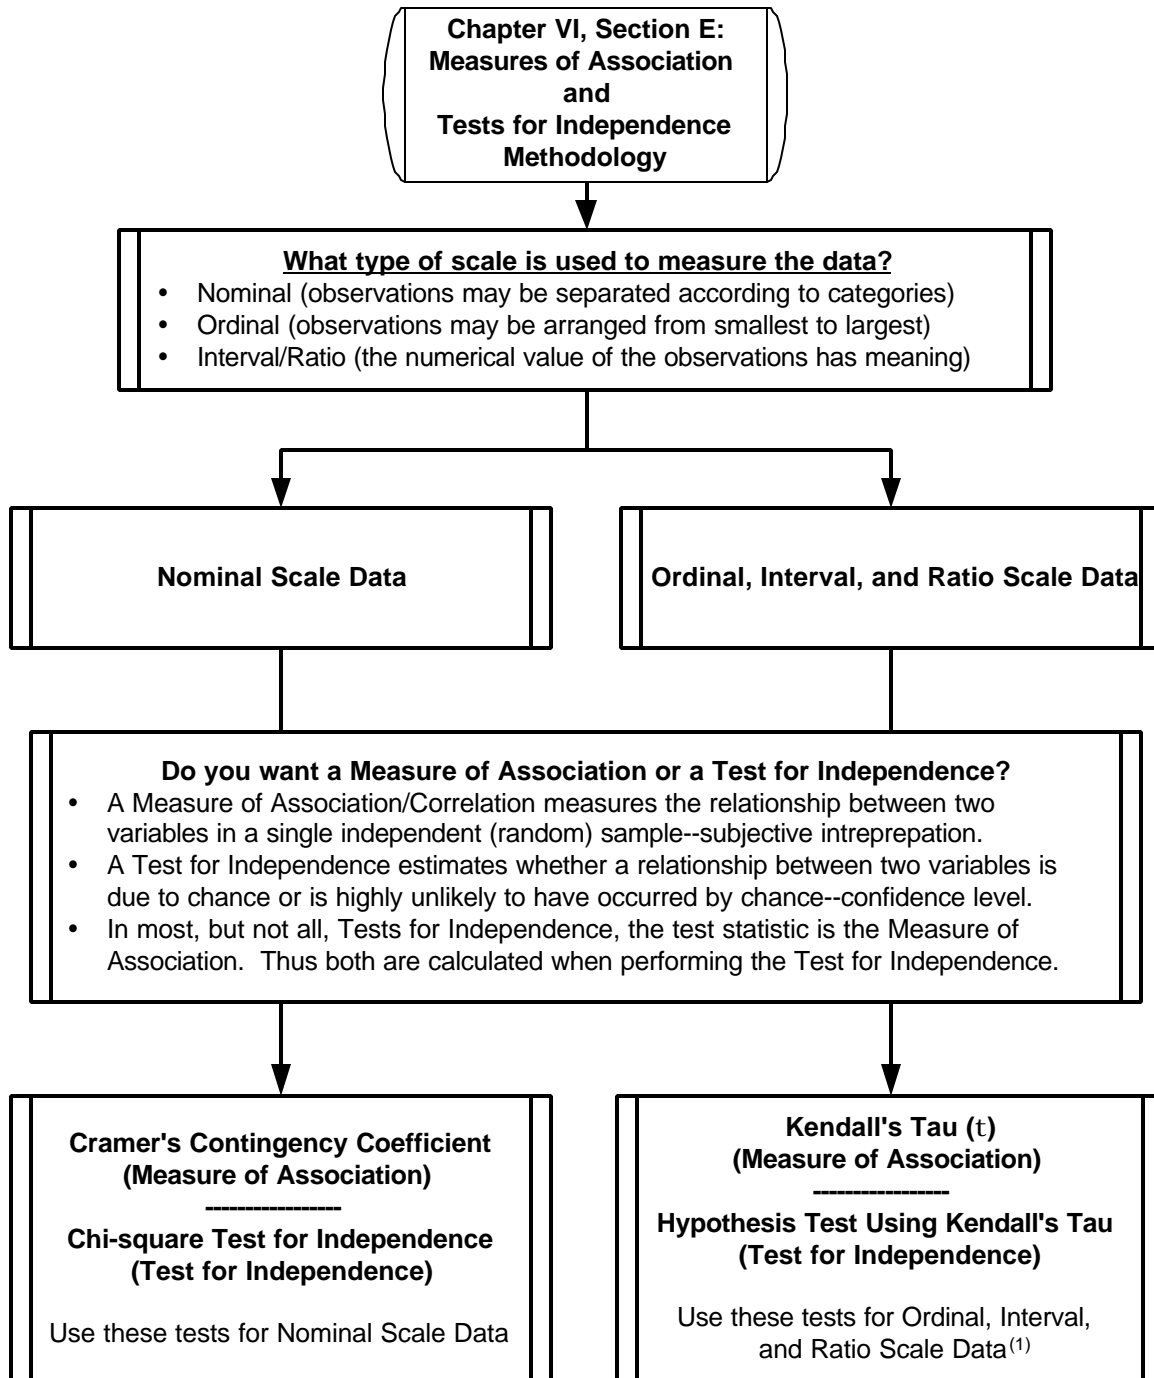 Chapter VI, Section E:
Measures of Association
and
Tests for Independence
Methodology
What type of scale is used to measure the data?
• Nominal (observations may be separated according to categories)
• Ordinal (observations may be arranged from smallest to largest)
• Interval/Ratio (the numerical value of the observations has meaning)
Nominal Scale Data
Ordinal, Interval, and Ratio Scale Data
Do you want a Measure of Association or a Test for Independence?
• A Measure of Association/Correlation measures the relationship between two
variables in a single independent (random) sample--subjective intreprepation.
• A Test for Independence estimates whether a relationship between two variables is
due to chance or is highly unlikely to have occurred by chance--confidence level.
• In most, but not all, Tests for Independence, the test statistic is the Measure of
Association. Thus both are calculated when performing the Test for Independence.
Cramer's Contingency Coefficient
(Measure of Association)
-----------------
Chi-square Test for Independence
(Test for Independence)
Use these tests for Nominal Scale Data
Kendall's Tau (t)
(Measure of Association)
-----------------
Hypothesis Test Using Kendall's Tau
(Test for Independence)
Use these tests for Ordinal, Interval,
and Ratio Scale Data(1)